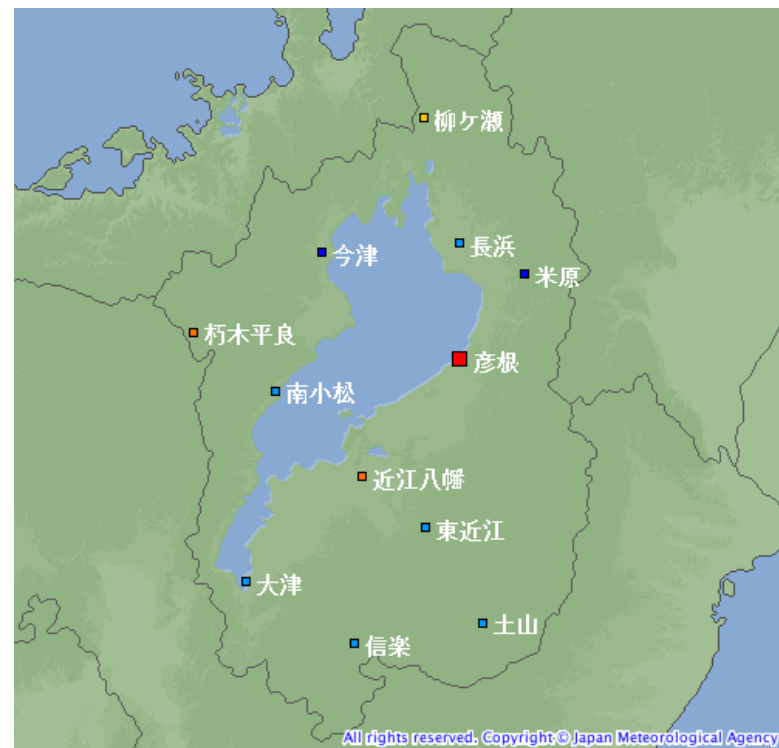 柳ケ瀬
長浜
今津
米原
朽木平良
彦根
南小松
近江八幡
東近江
大津
土山
信楽
All rights reserved. Copyright © Japan Meteorological Agency